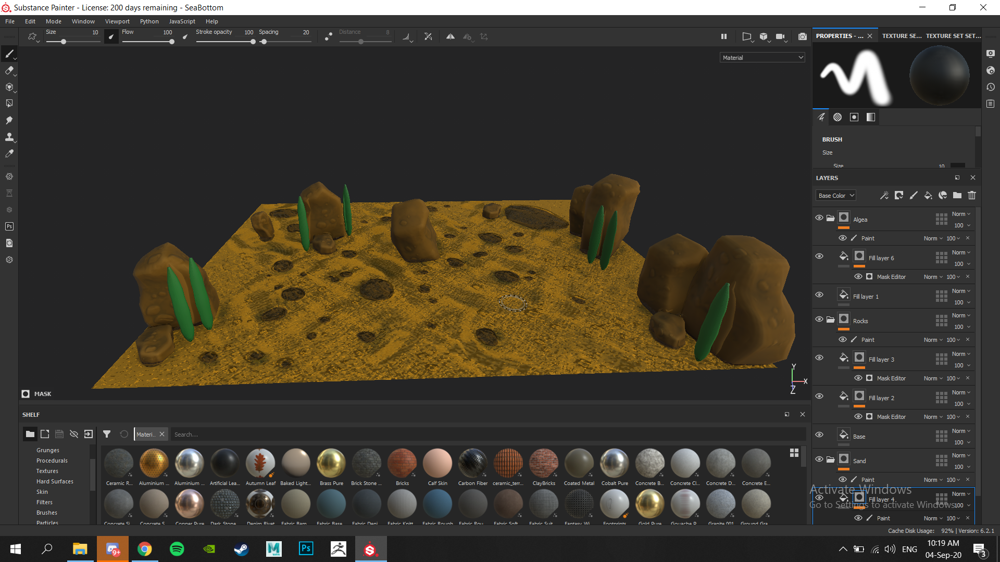 Substance Painter - License: 200 days remaining - SeaBottom
File Edit Mode Window Viewport Python JavaScript Help
Size 10 Flow 100 Stroke opacity 100 Spacing 20 Distance 8
Material
PROPERTIES - ... TEXTURE SE... TEXTURE SET SET...
BRUSH
Size
Size 10
LAYERS
Base Color
Algea Norm 100
Paint Norm 100
Fill layer 6 Norm 100
Mask Editor Norm 100
Fill layer 1 Norm 100
Rocks Norm 100
Paint Norm 100
Fill layer 3 Norm 100
Mask Editor Norm 100
Fill layer 2 Norm 100
Mask Editor Norm 100
Base Norm 100
Sand Norm 100
Paint Norm 100
Fill layer 4 Norm 100
Paint Norm 100
Activate Windows
Go to Settings to activate Windows.
Y
X
Z
MASK
SHELF
Materi... Search...
Grunges
Procedurals
Textures
Hard Surfaces
Skin
Filters
Brushes
Particles
Ceramic R... Aluminium ... Aluminium ... Artificial Lea... Autumn Leaf Baked Light... Brass Pure Brick Stone ... Bricks Calf Skin Carbon Fiber ceramic_terr... ClayBricks Coated Metal Cobalt Pure Concrete B... Concrete Cl... Concrete D... Concrete E...
Concrete Si... Concrete S... Copper Pure Dark Stone ... Denim Rivet Fabric Bam... Fabric Base... Fabric Deni... Fabric Knitt... Fabric Rough Fabric Rou... Fabric Soft ... Fabric Suit... Fantasy Wi... Footprints Gold Pure Gouache P... Granite 001 Ground Gra...
Cache Disk Usage: 92% | Version: 6.2.1
9+
MAYA
Ps
ENG
10:19 AM
04-Sep-20
3